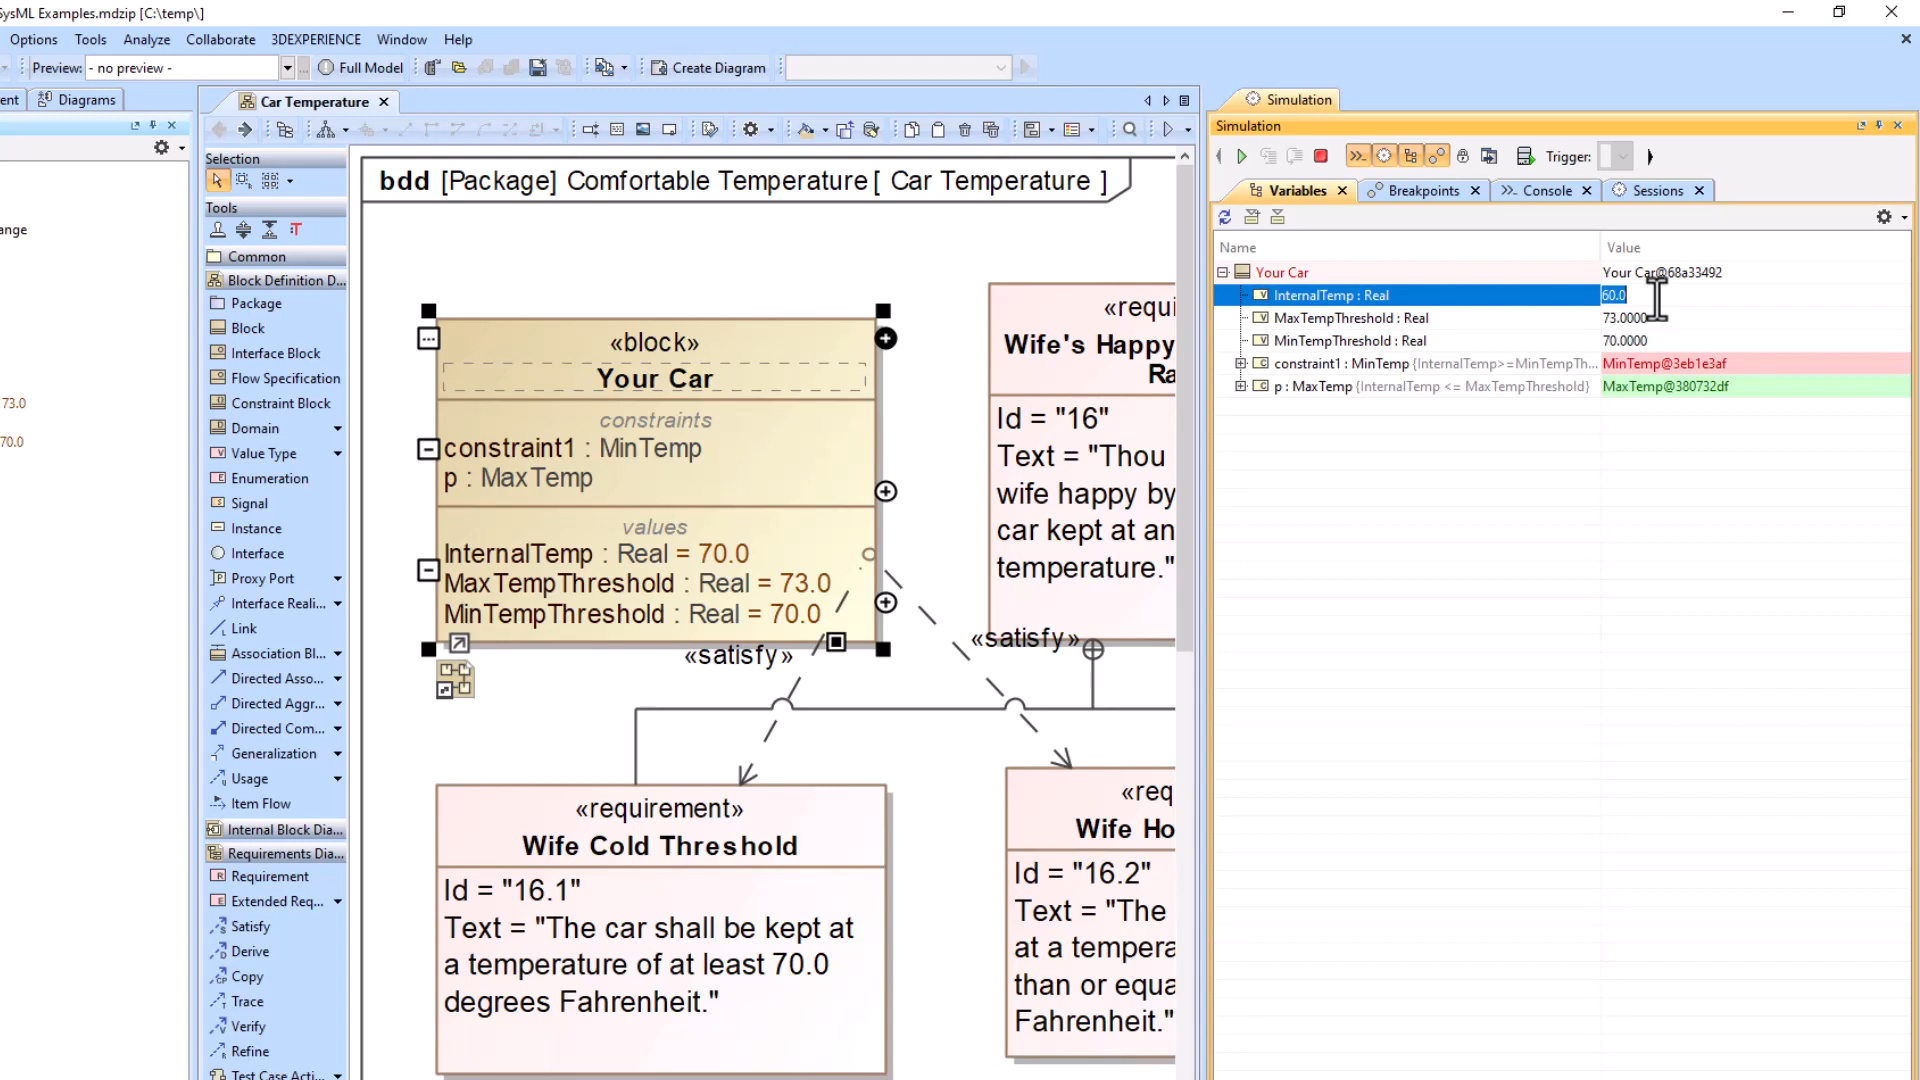 SysML Examples.mdzip [C:\temp\]
Options Tools Analyze Collaborate 3DEXPERIENCE Window Help
Preview: - no preview - ... Full Model Create Diagram
ent Diagrams
Car Temperature
Simulation
Simulation
Trigger:
Variables Breakpoints Console Sessions
ange
73.0
70.0
Selection
Tools
Common
Block Definition D...
Package
Block
Interface Block
Flow Specification
Constraint Block
Domain
Value Type
Enumeration
Signal
Instance
Interface
Proxy Port
Interface Reali...
Link
Association Bl...
Directed Asso...
Directed Aggr...
Directed Com...
Generalization
Usage
Item Flow
Internal Block Dia...
Requirements Dia...
Requirement
Extended Req...
Satisfy
Derive
Copy
Trace
Verify
Refine
Test Case Acti...
bdd [Package] Comfortable Temperature [ Car Temperature ]
«block»
Your Car
constraints
constraint1 : MinTemp
p : MaxTemp
values
InternalTemp : Real = 70.0
MaxTempThreshold : Real = 73.0
MinTempThreshold : Real = 70.0
«satisfy»
«satisfy»
«requi
Wife's Happy
Ra
Id = "16"
Text = "Thou
wife happy by
car kept at an
temperature."
«requirement»
Wife Cold Threshold
Id = "16.1"
Text = "The car shall be kept at
a temperature of at least 70.0
degrees Fahrenheit."
«req
Wife Ho
Id = "16.2"
Text = "The
at a tempera
than or equa
Fahrenheit."
Name Value
Your Car Your Car@68a33492
InternalTemp : Real 60.0
MaxTempThreshold : Real 73.0000
MinTempThreshold : Real 70.0000
constraint1 : MinTemp {InternalTemp>=MinTempTh... MinTemp@3eb1e3af
p : MaxTemp {InternalTemp <= MaxTempThreshold} MaxTemp@380732df